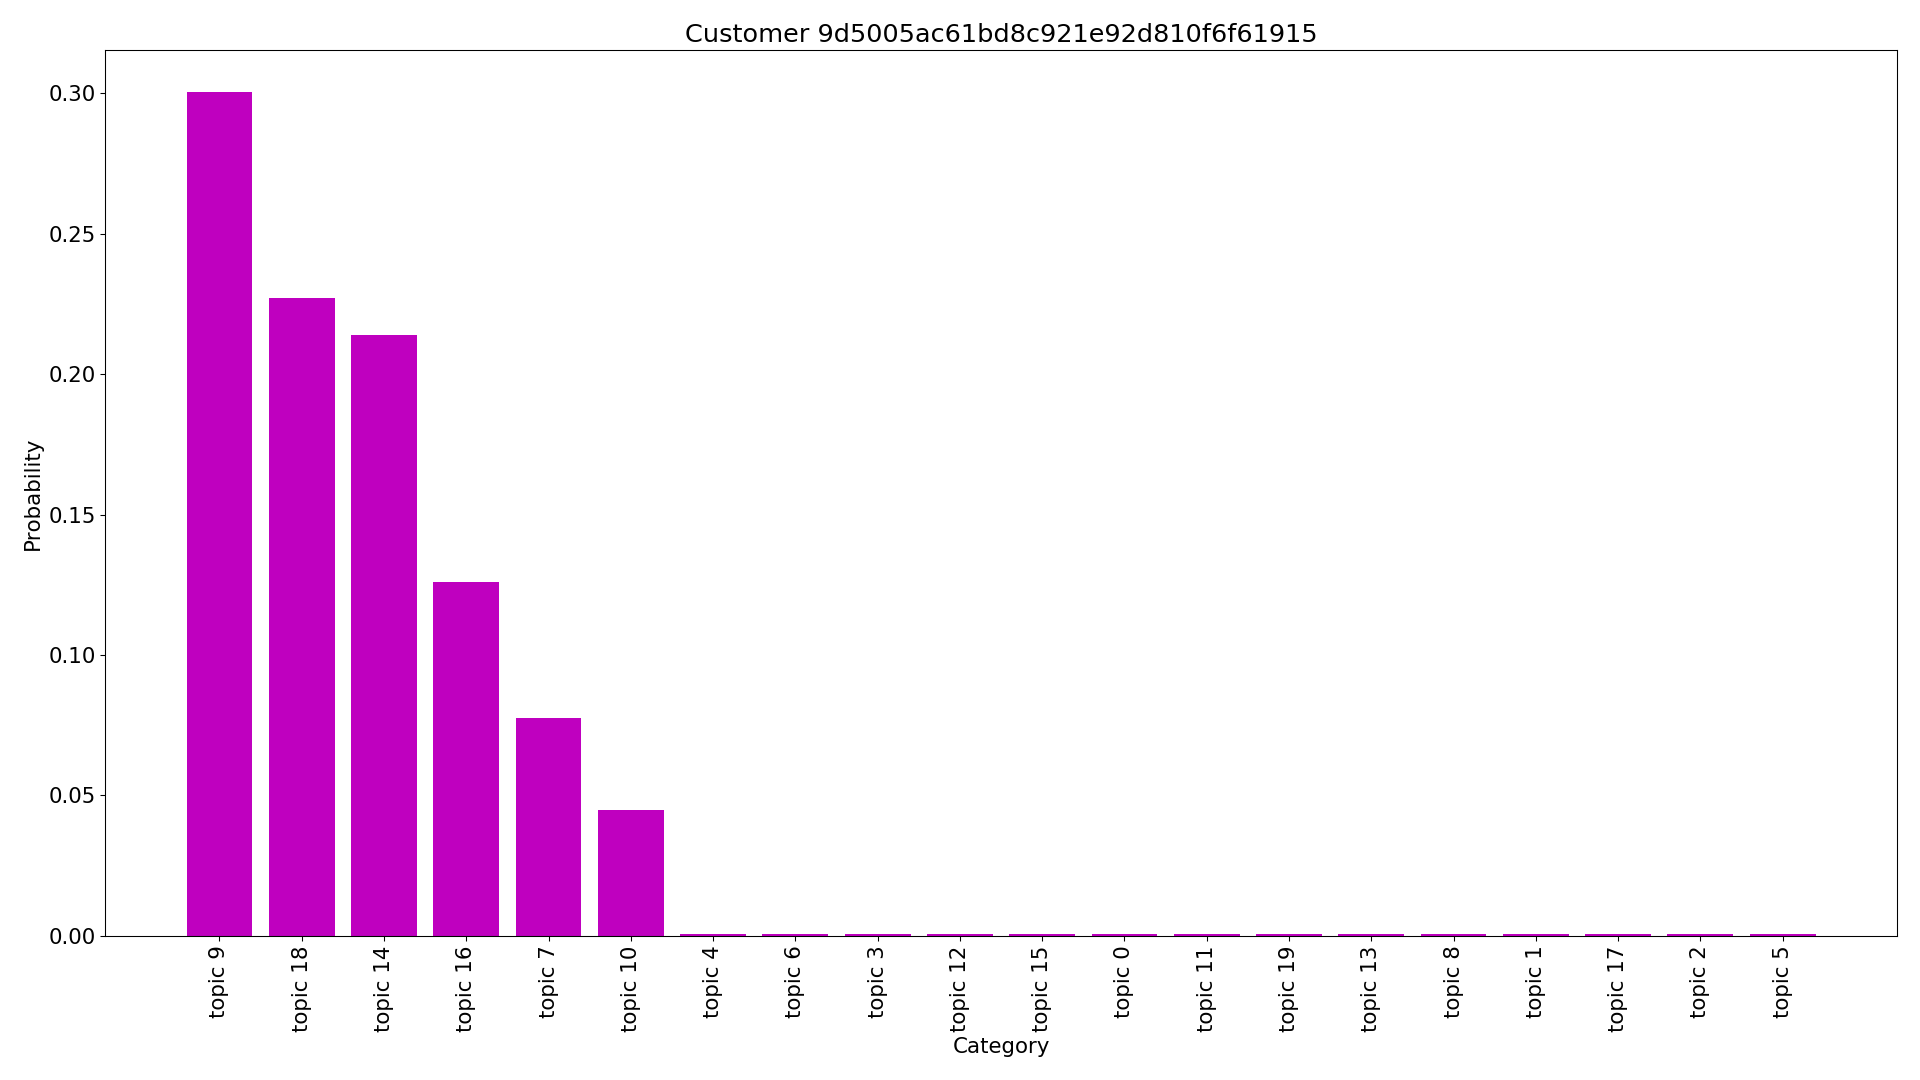 Customer 9d5005ac61bd8c921e92d810f6f61915
0.30
0.25
0.20
0.15
0.10
0.05
0.00
Probability
topic 9
topic 18
topic 14
topic 16
topic 7
topic 10
topic 4
topic 6
topic 3
topic 12
topic 15
topic 0
topic 11
topic 19
topic 13
topic 8
topic 1
topic 17
topic 2
topic 5
Category